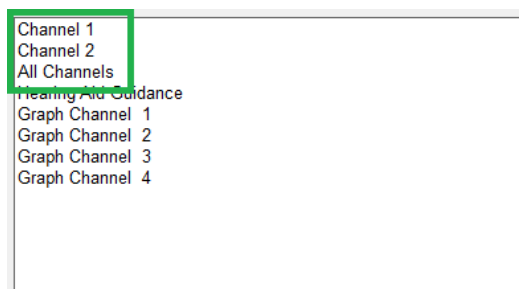 Channel 1
Channel 2
All Channels
Hearing Aid Guidance
Graph Channel  1
Graph Channel  2
Graph Channel  3
Graph Channel  4